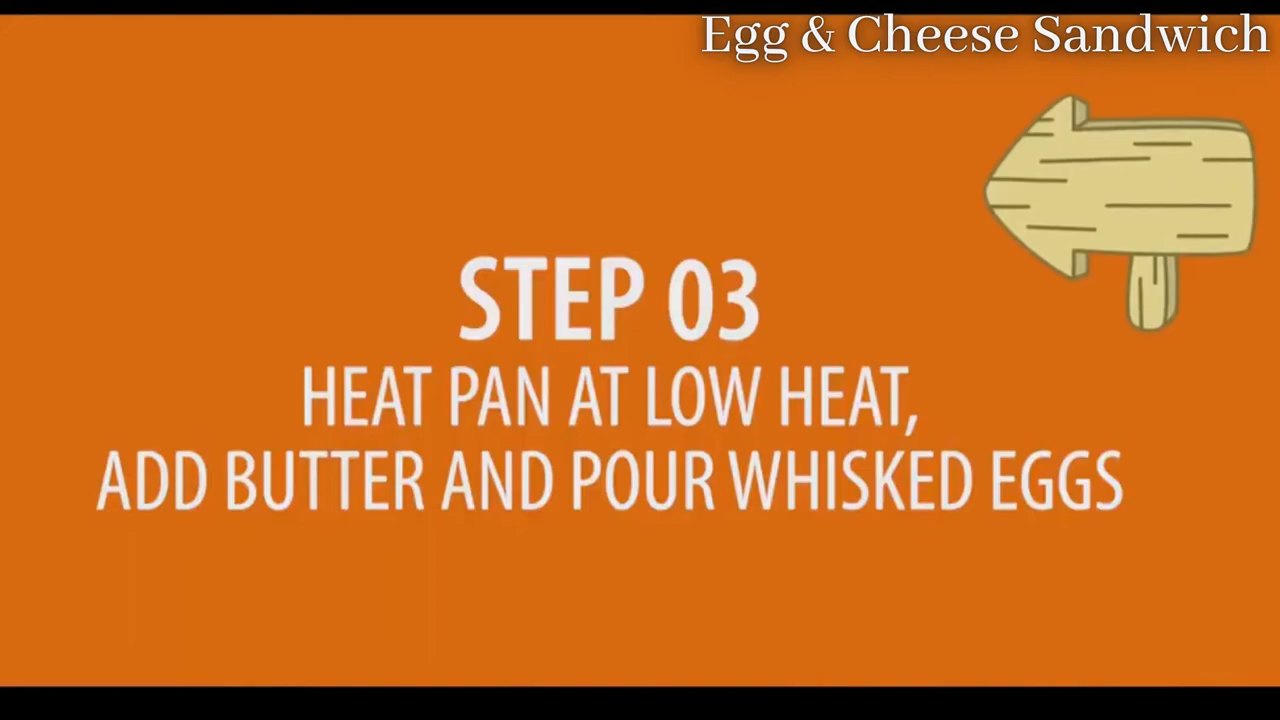 Egg & Cheese Sandwich
STEP 03
HEAT PAN AT LOW HEAT,
ADD BUTTER AND POUR WHISKED EGGS